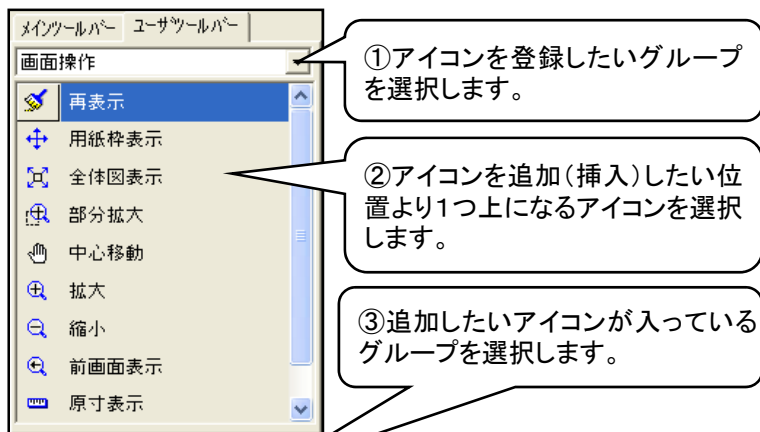 メインツールバー ユーザツールバー
画面操作
再表示
用紙枠表示
全体図表示
部分拡大
中心移動
拡大
縮小
前画面表示
原寸表示
①アイコンを登録したいグループ
を選択します。
②アイコンを追加（挿入）したい位
置より1つ上になるアイコンを選択
します。
③追加したいアイコンが入っている
グループを選択します。